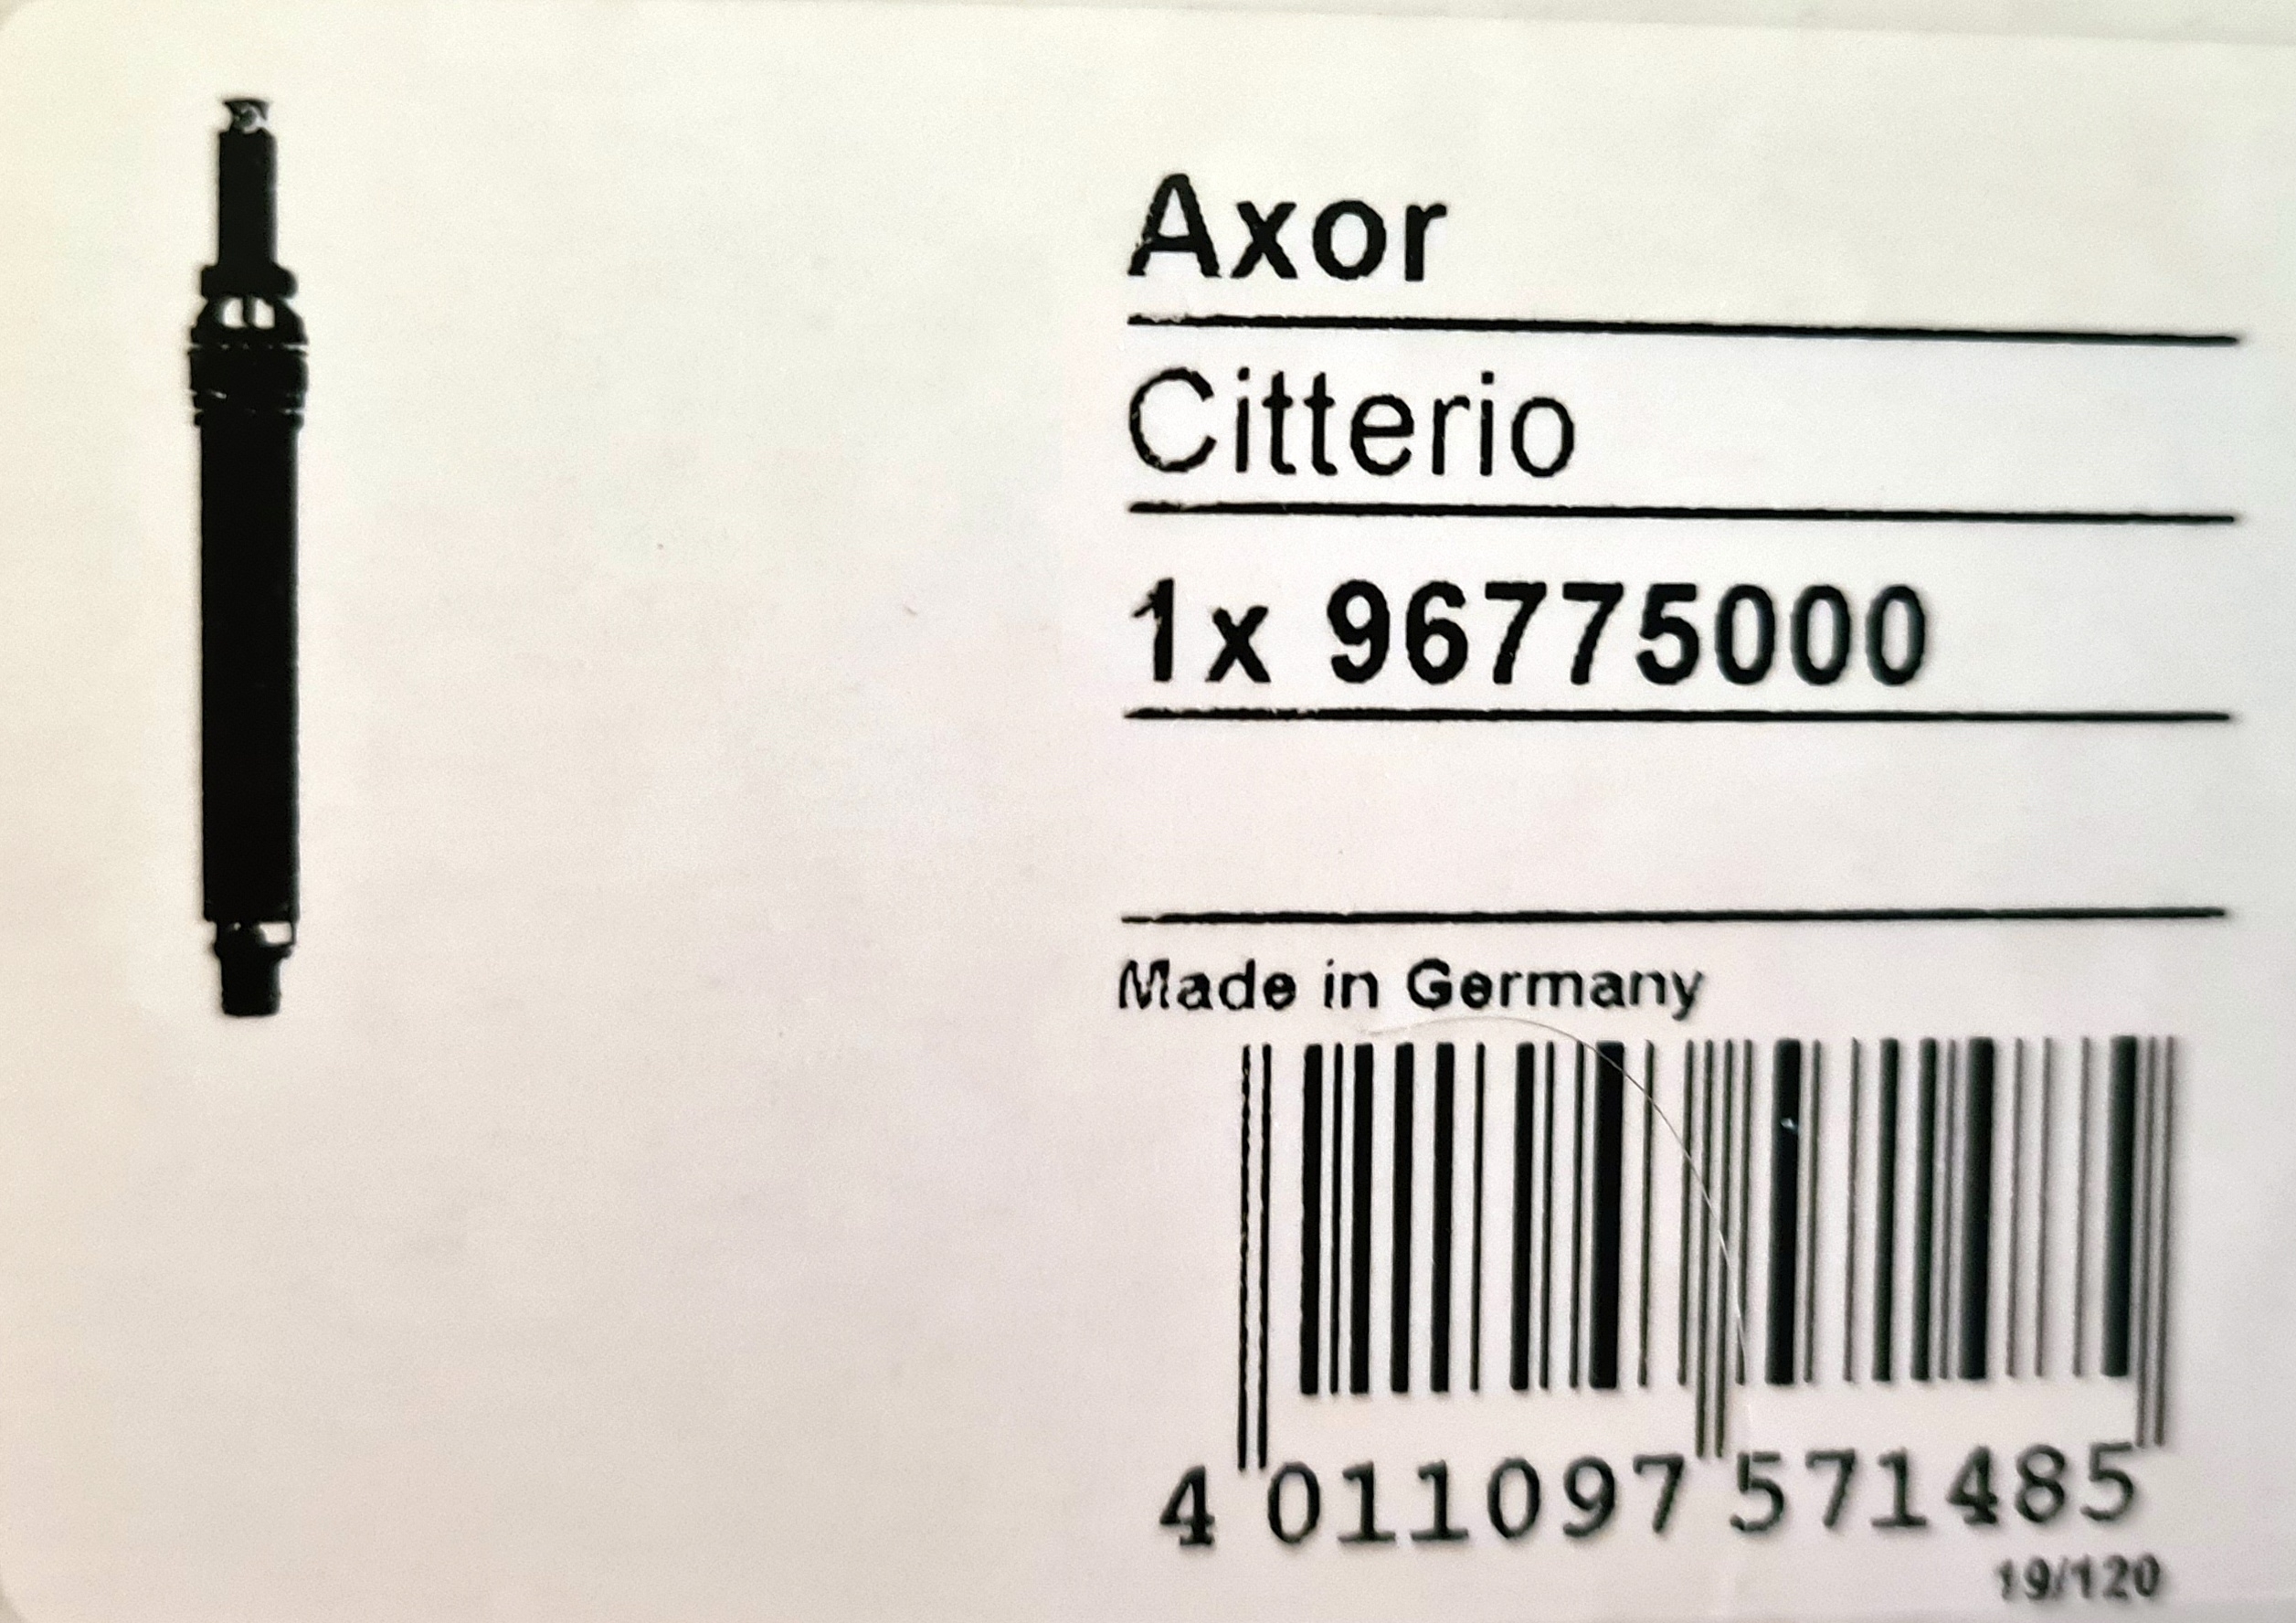 Axor
Citterio
1x 96775000
Made in Germany
4 011097 571485
19/120